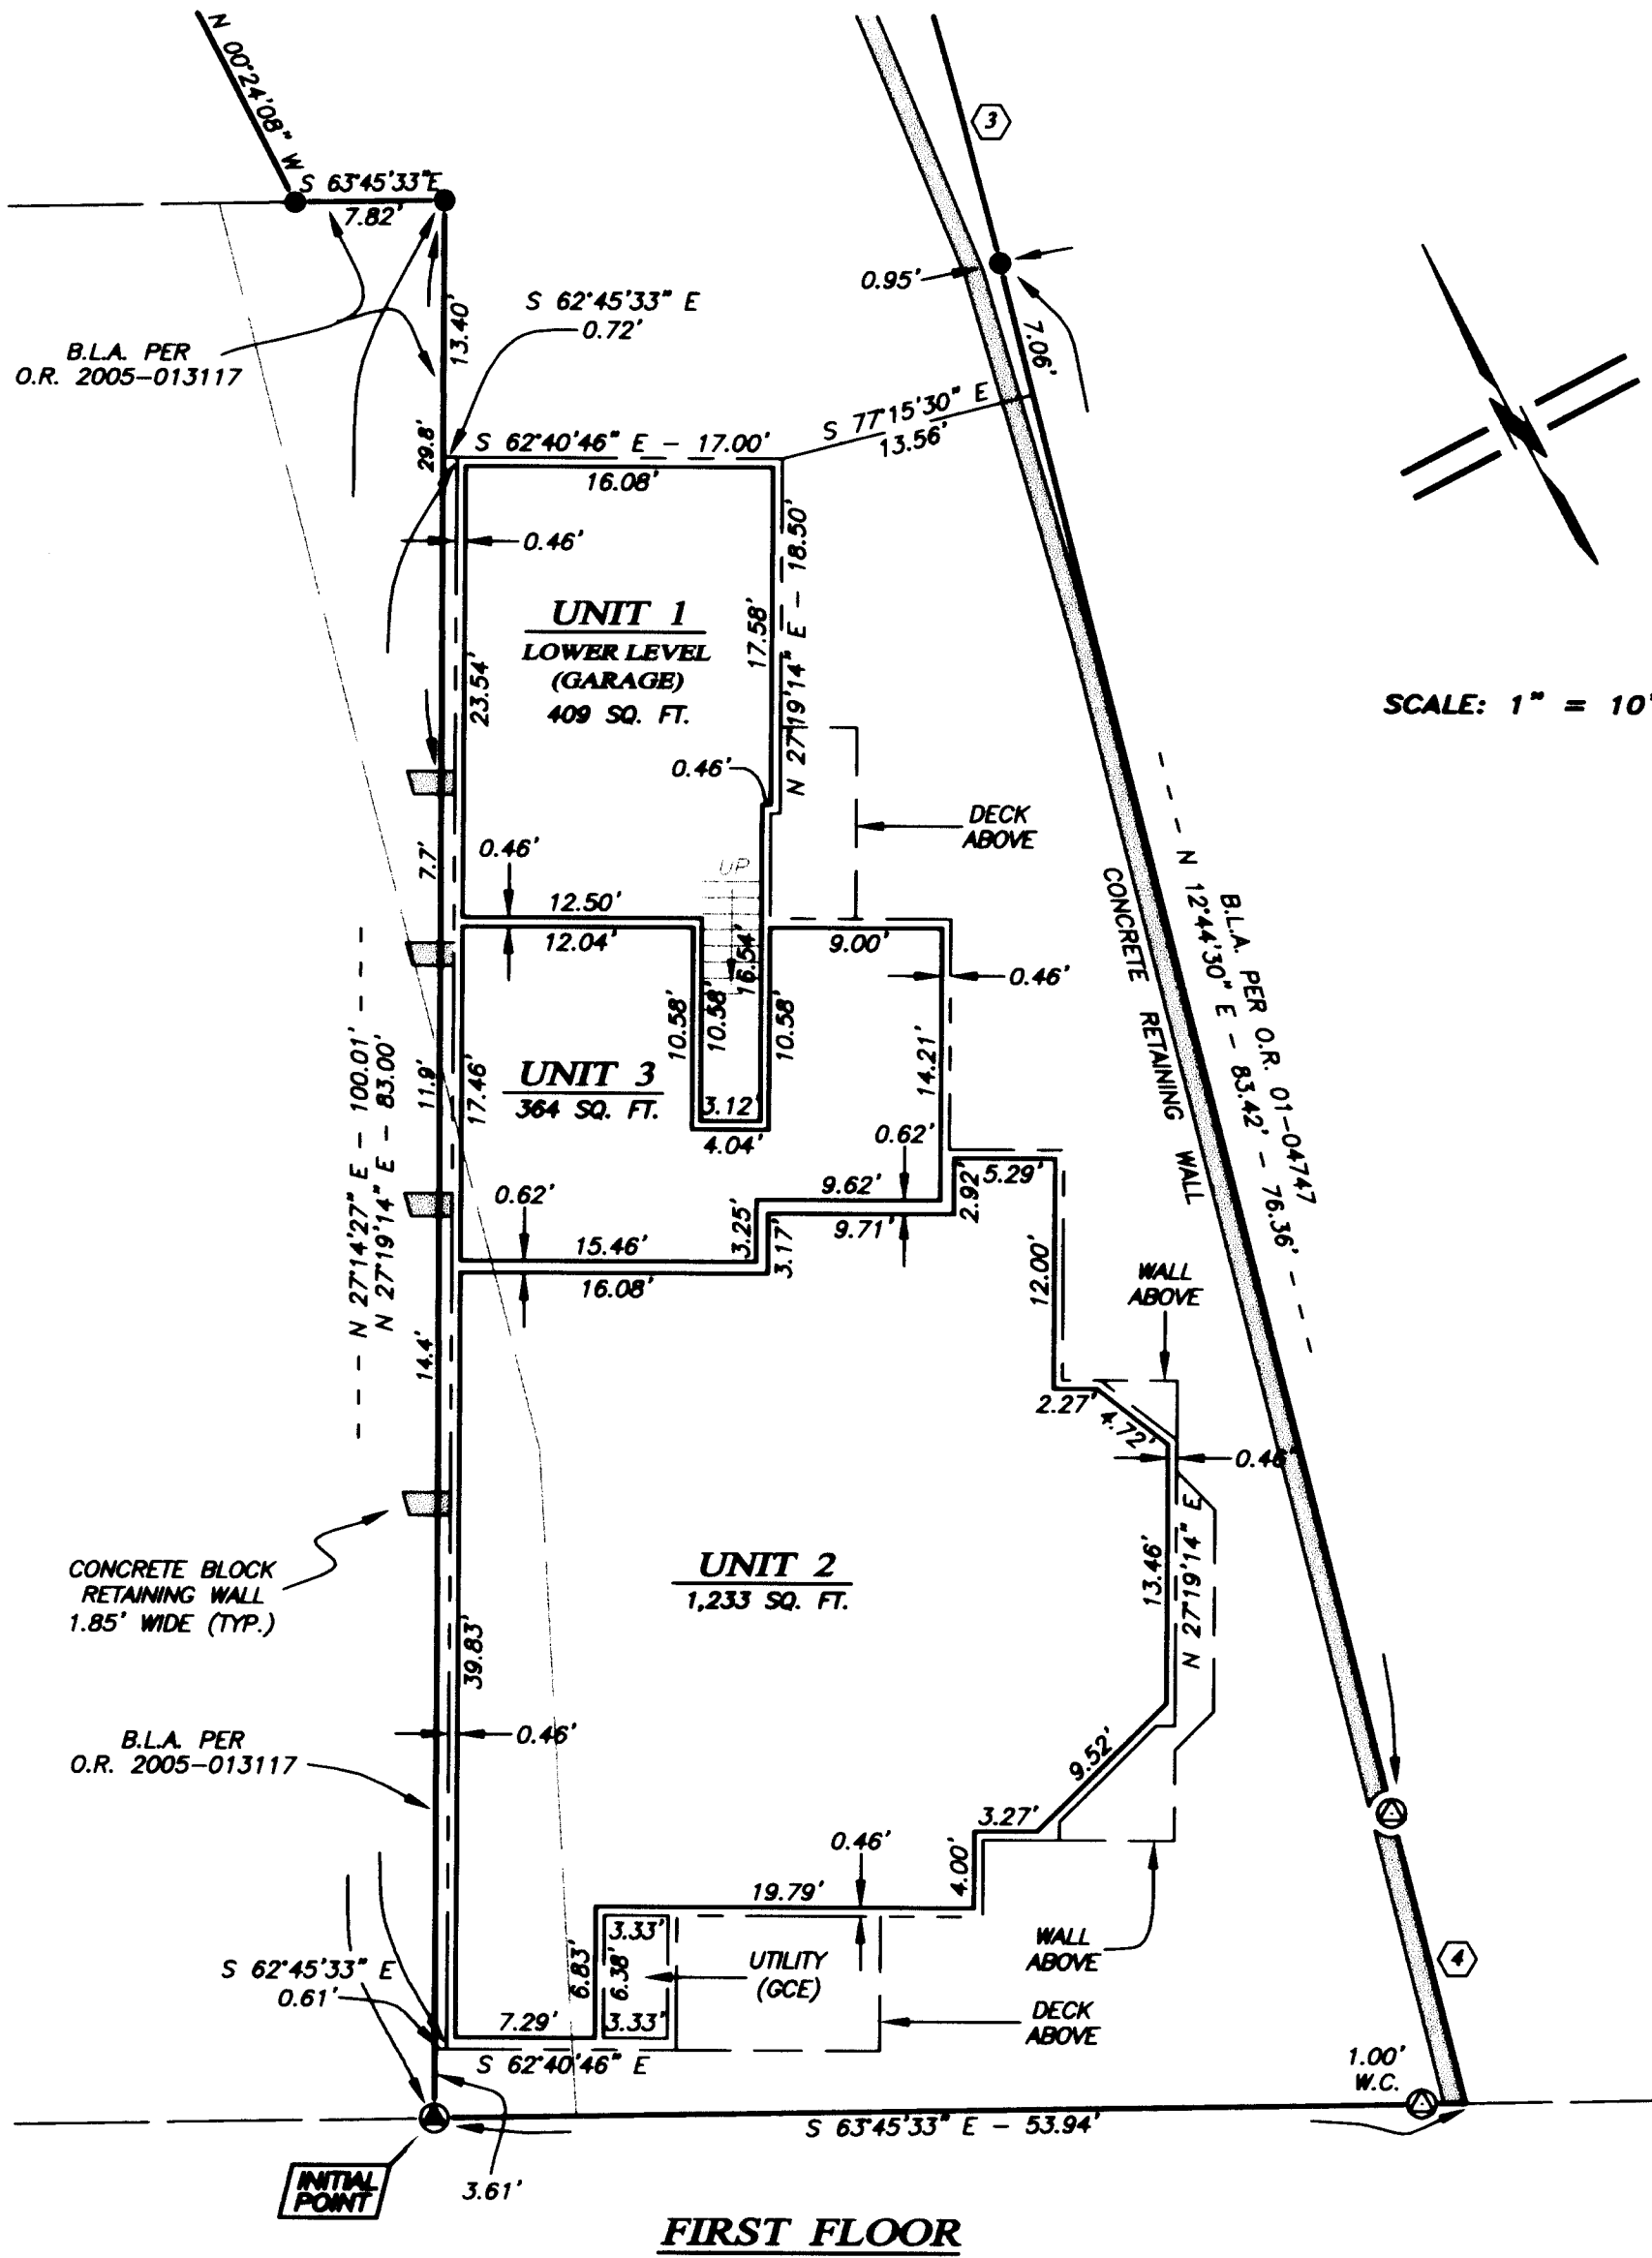 N 00°24'08" W
S 63°45'33"E
7.82'
3
0.95'
7.06'
S 62°45'33" E
0.72'
13.40'
B.L.A. PER
O.R. 2005-013117
29.8'
S 62°40'46" E - 17.00'
16.08'
S 77°15'30" E
13.56'
0.46'
N 27°19'14" E - 18.50'
UNIT 1
LOWER LEVEL
(GARAGE)
409 SQ. FT.
17.58'
23.54'
SCALE: 1" = 10'
0.46'
DECK
ABOVE
0.46'
7.7'
UP
12.50'
12.04'
16.54'
9.00'
0.46'
10.58'
10.58'
10.58'
14.21'
CONCRETE RETAINING WALL
B.L.A. PER O.R. 01-04747
N 12°44'30" E - 83.42' - 76.36'
N 27°14'27" E - 100.01'
N 27°19'14" E - 83.00'
11.9'
17.46'
UNIT 3
364 SQ. FT.
3.12'
4.04'
0.62'
5.29'
2.92'
9.62'
9.71'
0.62'
3.25'
3.17'
15.46'
16.08'
12.00'
WALL
ABOVE
14.4'
2.27'
4.72'
0.46'
13.46'
N 27°19'14" E
CONCRETE BLOCK
RETAINING WALL
1.85' WIDE (TYP.)
UNIT 2
1,233 SQ. FT.
39.83'
0.46'
B.L.A. PER
O.R. 2005-013117
9.52'
3.27'
0.46'
4.00'
19.79'
3.33'
6.83'
6.38'
UTILITY
(GCE)
WALL
ABOVE
4
S 62°45'33" E
0.61'
7.29'
3.33'
DECK
ABOVE
S 62°40'46" E
1.00'
W.C.
S 63°45'33" E - 53.94'
INITIAL
POINT
3.61'
FIRST FLOOR